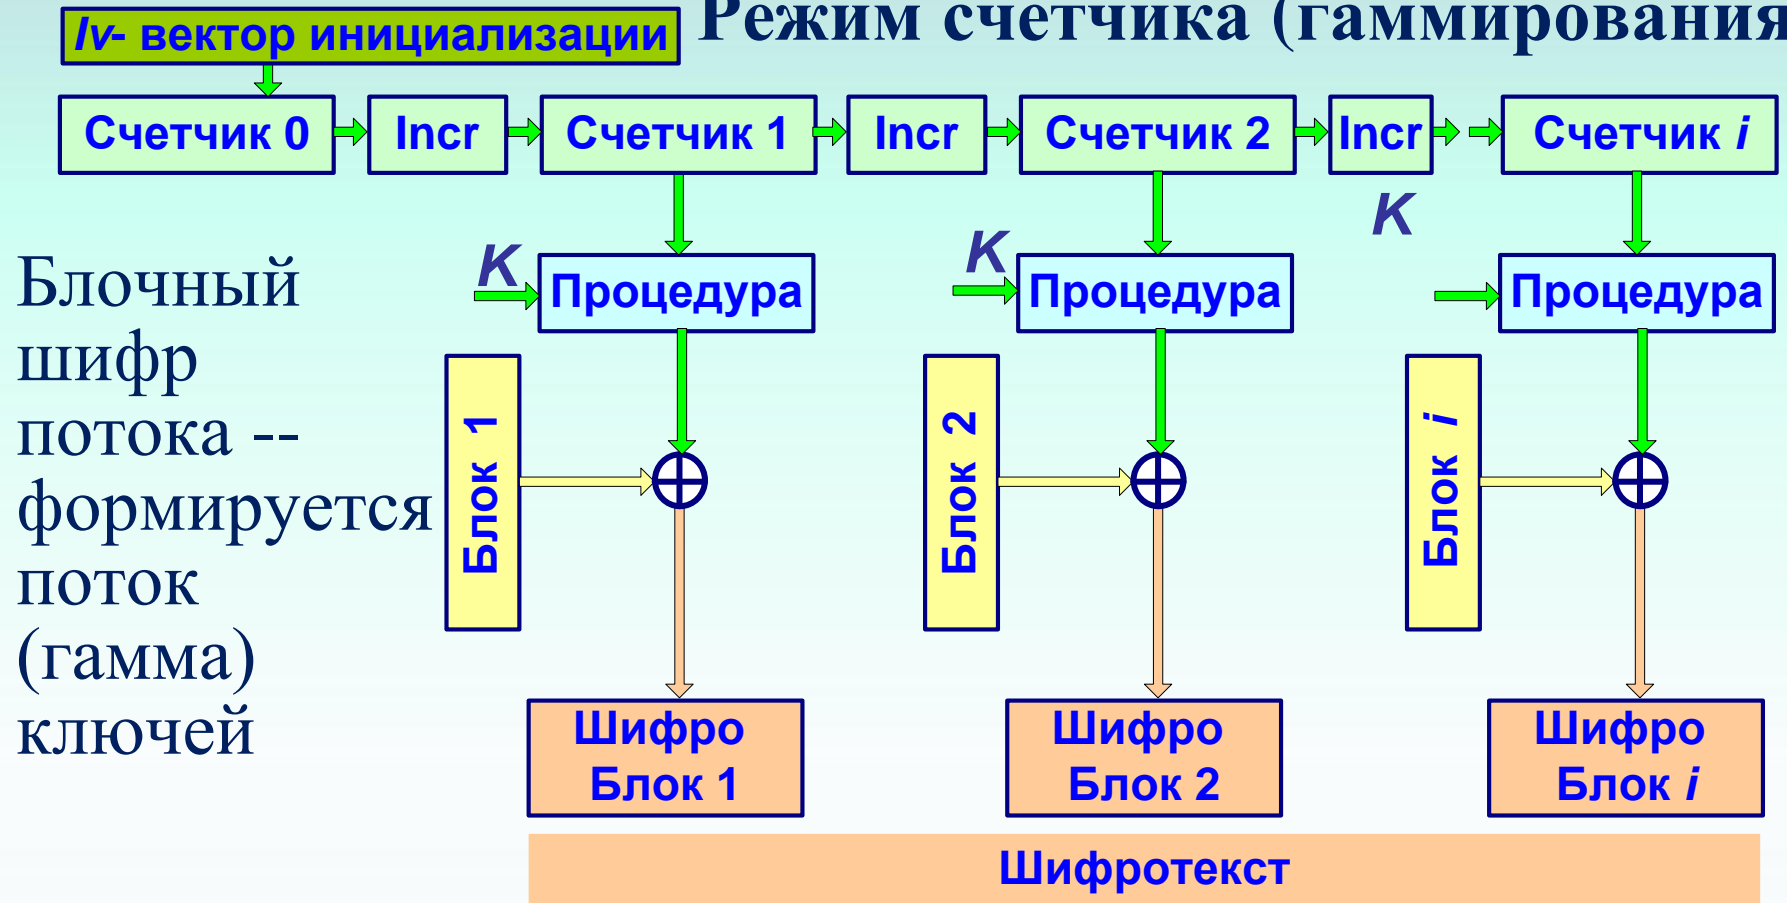 Режим счетчика (гаммирования
Iv- вектор инициализации
Счетчик 0 Incr Счетчик 1 Incr Счетчик 2 Incr Счетчик i
K K K
Процедура Процедура Процедура
Блочный
шифр
потока --
формируется
поток
(гамма)
ключей
Блок 1 Блок 2 Блок i
Шифро
Блок 1
Шифро
Блок 2
Шифро
Блок i
Шифротекст